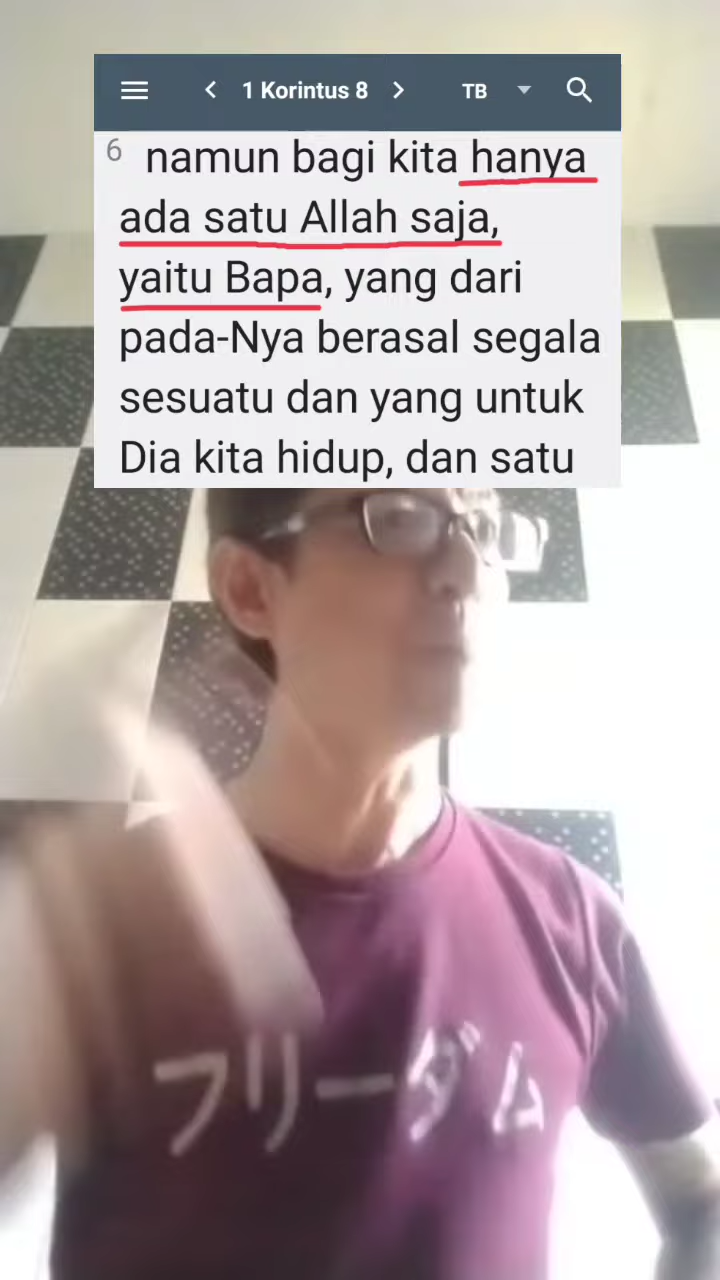 1 Korintus 8
TB
6 namun bagi kita hanya
ada satu Allah saja,
yaitu Bapa, yang dari
pada-Nya berasal segala
sesuatu dan yang untuk
Dia kita hidup, dan satu
フリーダム